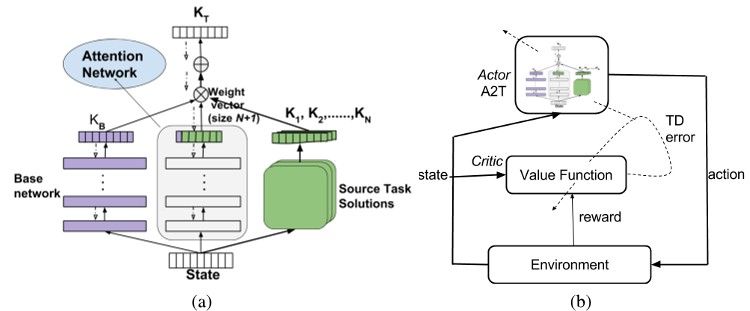 K_T
Attention
Network
Weight
vector
(size N+1)
K_B
K_1, K_2,......,K_N
Base
network
Source Task
Solutions
State
(a)
Actor
A2T
TD
error
Critic
state
Value Function
action
reward
Environment
(b)